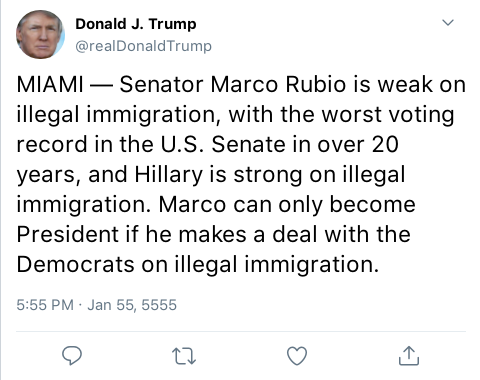 Donald J. Trump
@realDonaldTrump
MIAMI — Senator Marco Rubio is weak on
illegal immigration, with the worst voting
record in the U.S. Senate in over 20
years, and Hillary is strong on illegal
immigration. Marco can only become
President if he makes a deal with the
Democrats on illegal immigration.
5:55 PM · Jan 55, 5555